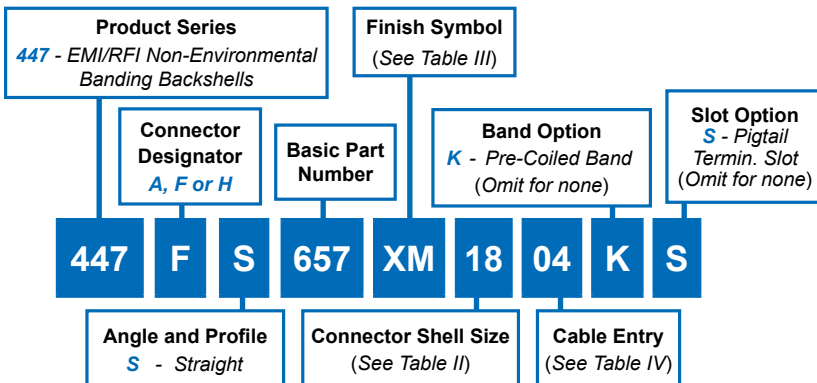 Product Series
447 - EMI/RFI Non-Environmental
Banding Backshells
Finish Symbol
(See Table III)
Connector
Designator
A, F or H
Basic Part
Number
Band Option
K - Pre-Coiled Band
(Omit for none)
Slot Option
S - Pigtail
Termin. Slot
(Omit for none)
447 F S 657 XM 18 04 K S
Angle and Profile
S - Straight
Connector Shell Size
(See Table II)
Cable Entry
(See Table IV)